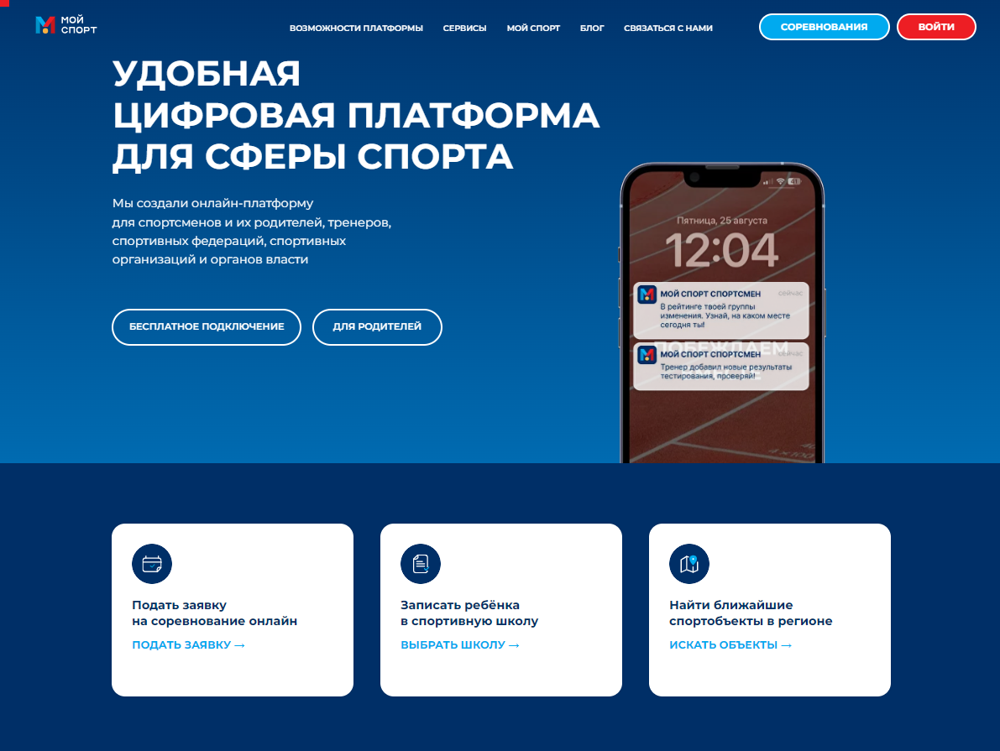 МОЙ
СПОРТ
ВОЗМОЖНОСТИ ПЛАТФОРМЫ
СЕРВИСЫ
МОЙ СПОРТ
БЛОГ
СВЯЗАТЬСЯ С НАМИ
СОРЕВНОВАНИЯ
ВОЙТИ
УДОБНАЯ
ЦИФРОВАЯ ПЛАТФОРМА
ДЛЯ СФЕРЫ СПОРТА
Мы создали онлайн-платформу
для спортсменов и их родителей, тренеров,
спортивных федераций, спортивных
организаций и органов власти
БЕСПЛАТНОЕ ПОДКЛЮЧЕНИЕ
ДЛЯ РОДИТЕЛЕЙ
41
Пятница, 25 августа
12:04
МОЙ СПОРТ СПОРТСМЕН
сейчас
В рейтинге твоей группы
изменения. Узнай, на каком месте
сегодня ты!
ПОБЕЖДАЕМ
МОЙ СПОРТ СПОРТСМЕН
сейчас
Тренер добавил новые результаты
тестирования, проверяй!
4 x100
Подать заявку
на соревнование онлайн
ПОДАТЬ ЗАЯВКУ →
Записать ребёнка
в спортивную школу
ВЫБРАТЬ ШКОЛУ →
Найти ближайшие
спортобъекты в регионе
ИСКАТЬ ОБЪЕКТЫ →